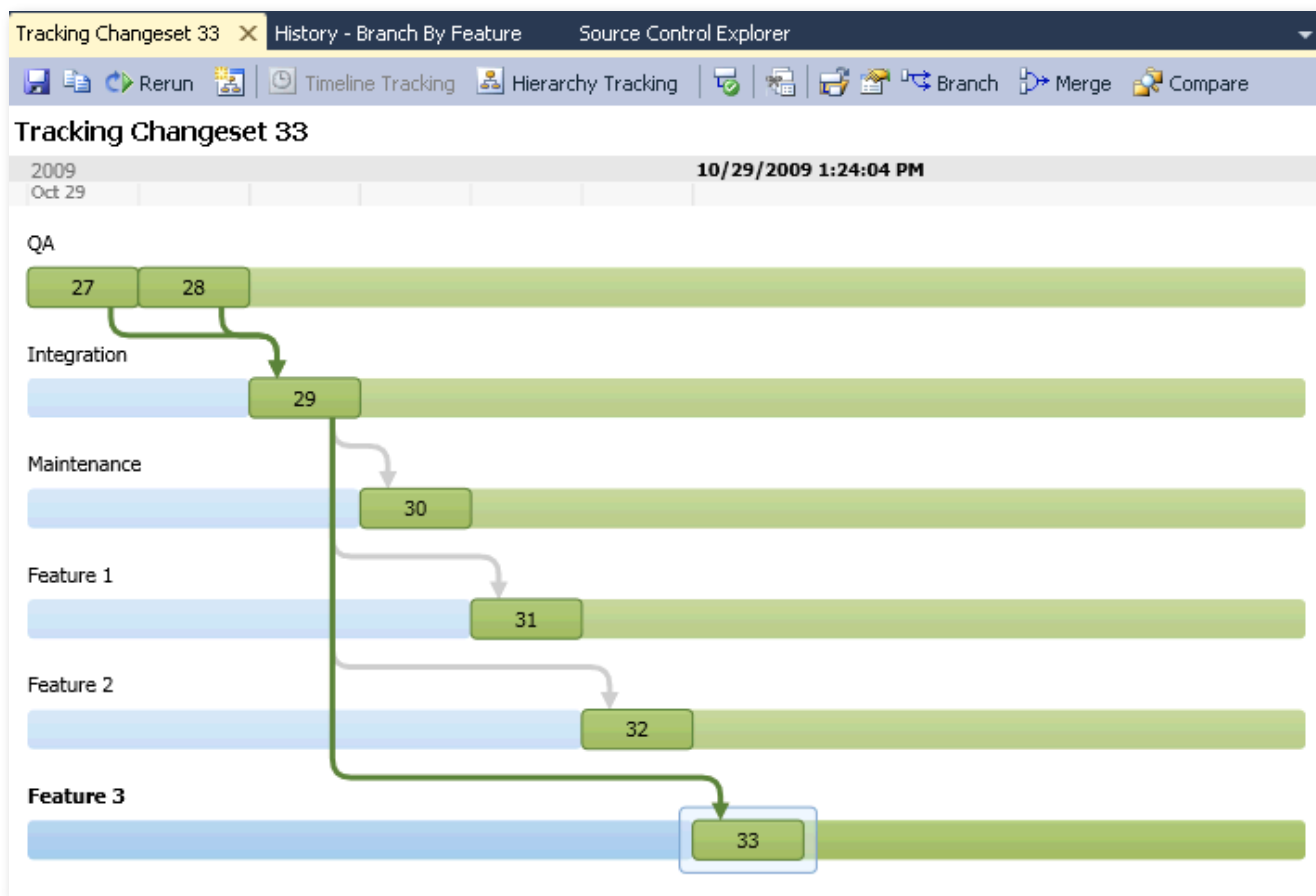 Tracking Changeset 33 History - Branch By Feature Source Control Explorer
Rerun Timeline Tracking Hierarchy Tracking Branch Merge Compare
Tracking Changeset 33
2009 10/29/2009 1:24:04 PM
Oct 29
QA
27 28
Integration
29
Maintenance
30
Feature 1
31
Feature 2
32
Feature 3
33